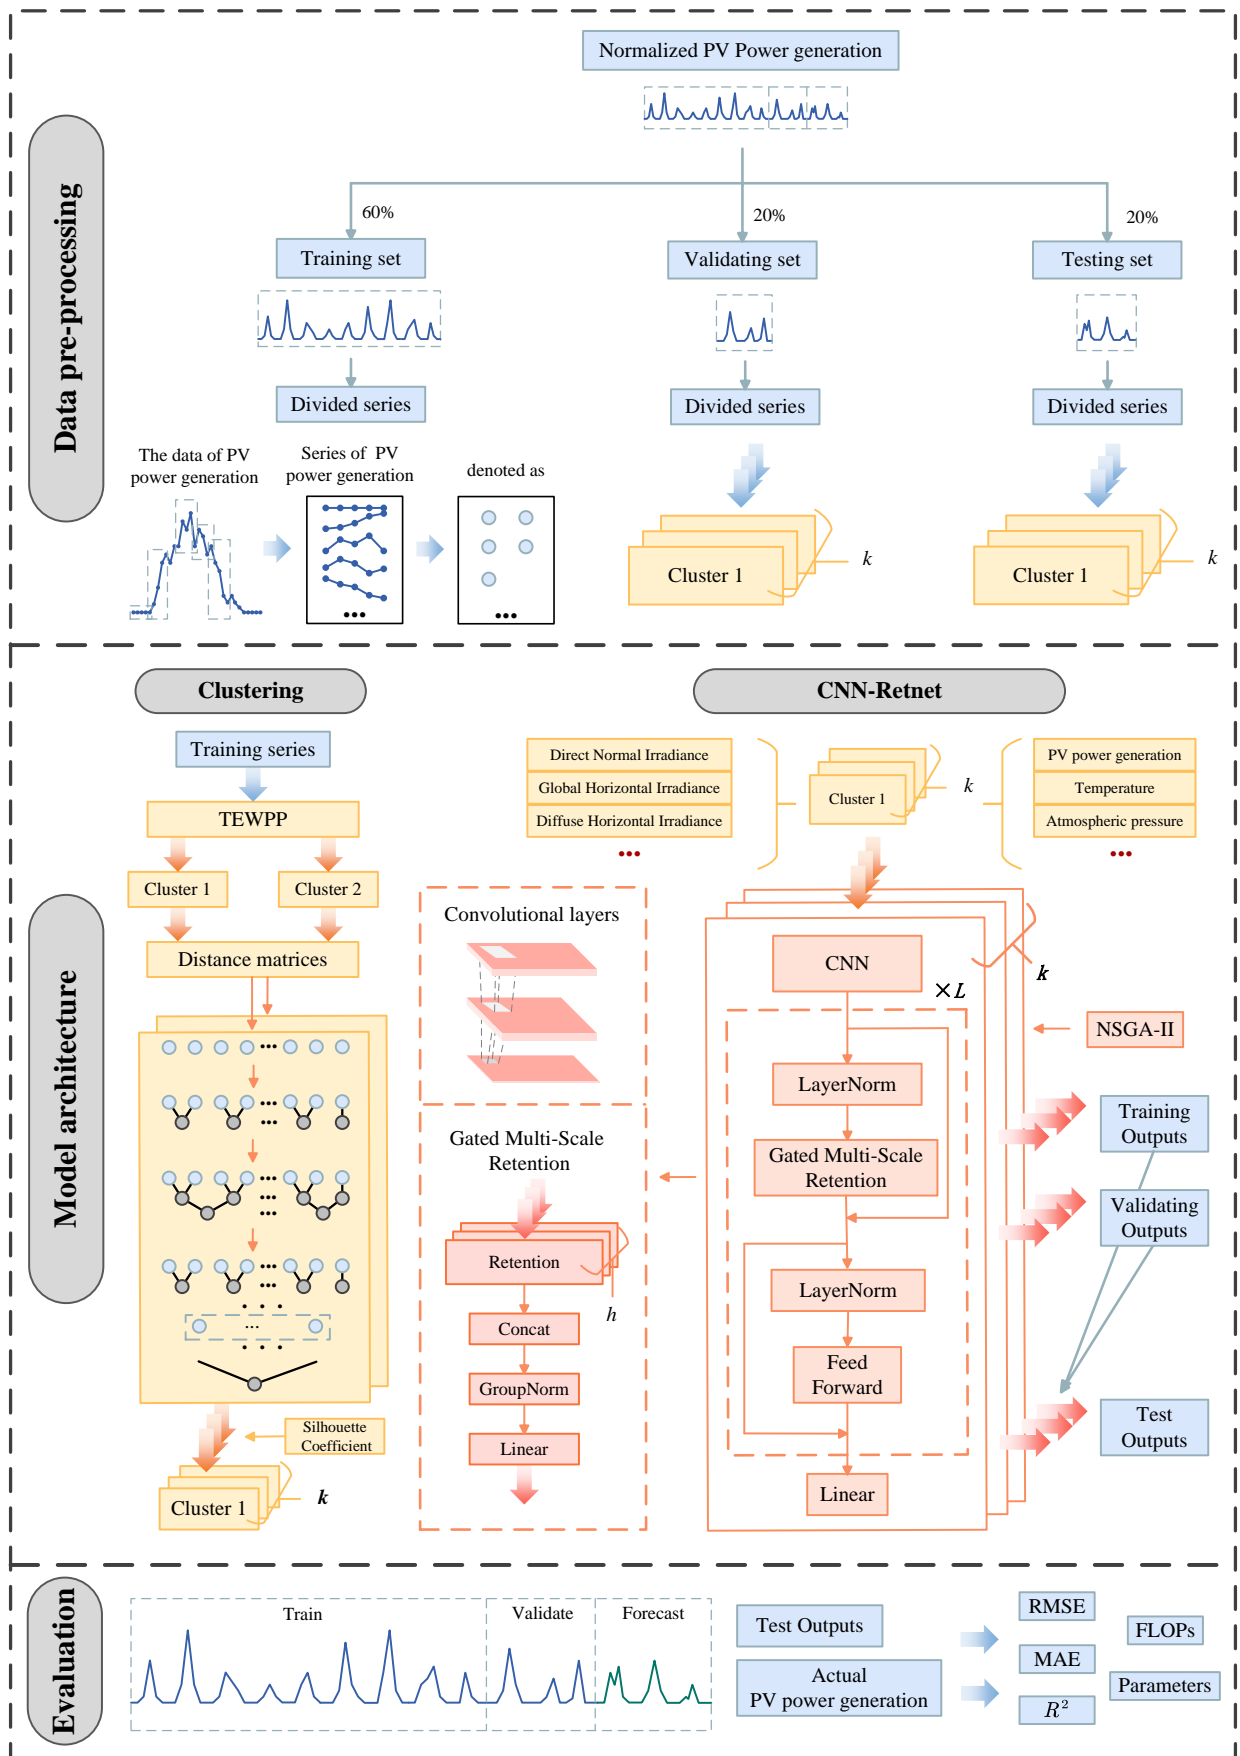 Data pre-processing
Normalized PV Power generation
60%
20%
20%
Training set
Validating set
Testing set
Divided series
Divided series
Divided series
The data of PV
power generation
Series of PV
power generation
denoted as
...
...
Cluster 1
k
Cluster 1
k
Model architecture
Clustering
Training series
TEWPP
Cluster 1
Cluster 2
Distance matrices
...
...
...
...
...
...
...
. . .
...
. . .
Silhouette
Coefficient
Cluster 1
k
CNN-Retnet
Direct Normal Irradiance
Global Horizontal Irradiance
Diffuse Horizontal Irradiance
...
Cluster 1
k
PV power generation
Temperature
Atmospheric pressure
...
Convolutional layers
Gated Multi-Scale
Retention
Retention
h
Concat
GroupNorm
Linear
CNN
×L
k
LayerNorm
Gated Multi-Scale
Retention
LayerNorm
Feed
Forward
Linear
NSGA-II
Training
Outputs
Validating
Outputs
Test
Outputs
Evaluation
Train
Validate
Forecast
Test Outputs
Actual
PV power generation
RMSE
MAE
R²
FLOPs
Parameters